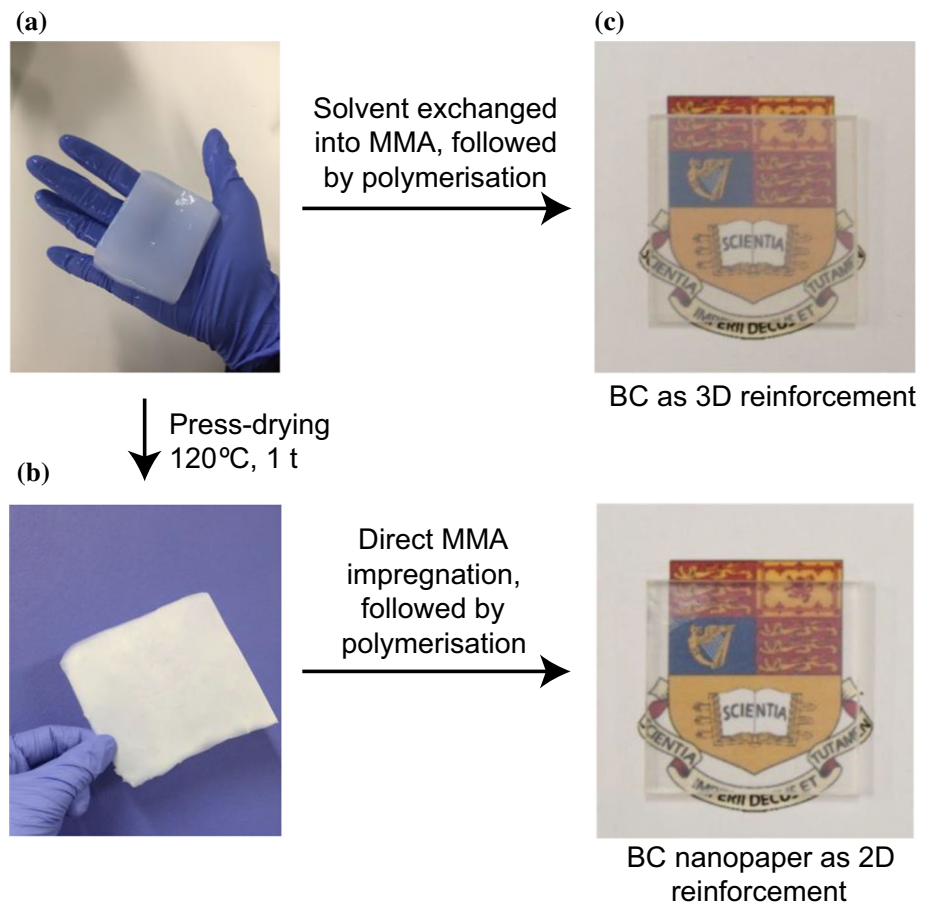 (a)
(c)
Solvent exchanged
into MMA, followed
by polymerisation
SCIENTIA
SCIENTIA
TUTAMEN
IMPERII DECUS ET
BC as 3D reinforcement
Press-drying
120ºC, 1 t
(b)
Direct MMA
impregnation,
followed by
polymerisation
SCIENTIA
SCIENTIA
TUTAMEN
IMPERII DECUS ET
BC nanopaper as 2D
reinforcement